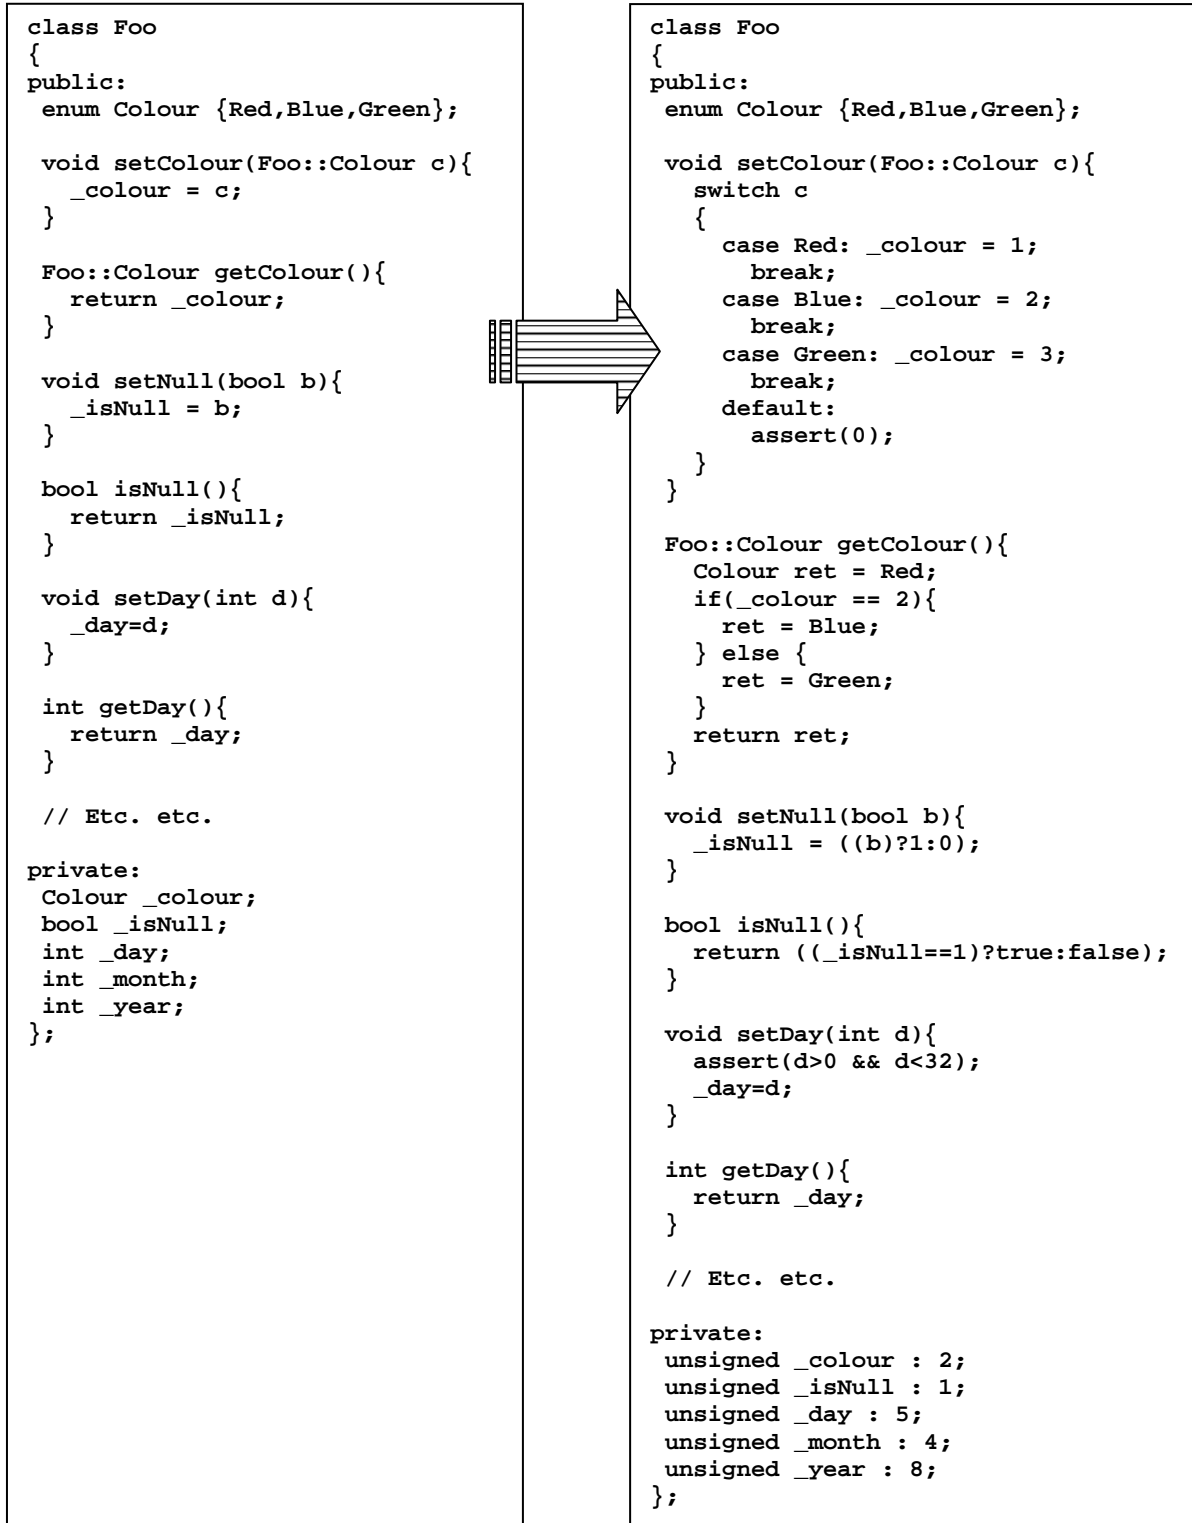 class Foo
{
public:
 enum Colour {Red,Blue,Green};

 void setColour(Foo::Colour c){
   _colour = c;
 }

 Foo::Colour getColour(){
   return _colour;
 }

 void setNull(bool b){
   _isNull = b;
 }

 bool isNull(){
   return _isNull;
 }

 void setDay(int d){
   _day=d;
 }

 int getDay(){
   return _day;
 }

 // Etc. etc.

private:
 Colour _colour;
 bool _isNull;
 int _day;
 int _month;
 int _year;
};

class Foo
{
public:
 enum Colour {Red,Blue,Green};

 void setColour(Foo::Colour c){
   switch c
   {
     case Red: _colour = 1;
       break;
     case Blue: _colour = 2;
       break;
     case Green: _colour = 3;
       break;
     default:
       assert(0);
   }
 }

 Foo::Colour getColour(){
   Colour ret = Red;
   if(_colour == 2){
     ret = Blue;
   } else {
     ret = Green;
   }
   return ret;
 }

 void setNull(bool b){
   _isNull = ((b)?1:0);
 }

 bool isNull(){
   return ((_isNull==1)?true:false);
 }

 void setDay(int d){
   assert(d>0 && d<32);
   _day=d;
 }

 int getDay(){
   return _day;
 }

 // Etc. etc.

private:
 unsigned _colour : 2;
 unsigned _isNull : 1;
 unsigned _day : 5;
 unsigned _month : 4;
 unsigned _year : 8;
};